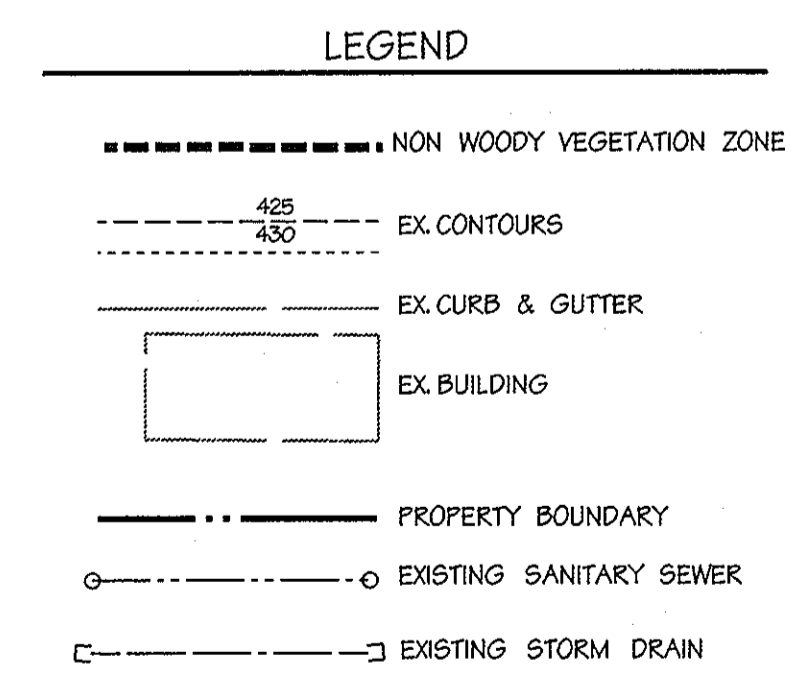 LEGEND
NON WOODY VEGETATION ZONE
425
430
EX. CONTOURS
EX. CURB & GUTTER
EX. BUILDING
PROPERTY BOUNDARY
EXISTING SANITARY SEWER
EXISTING STORM DRAIN